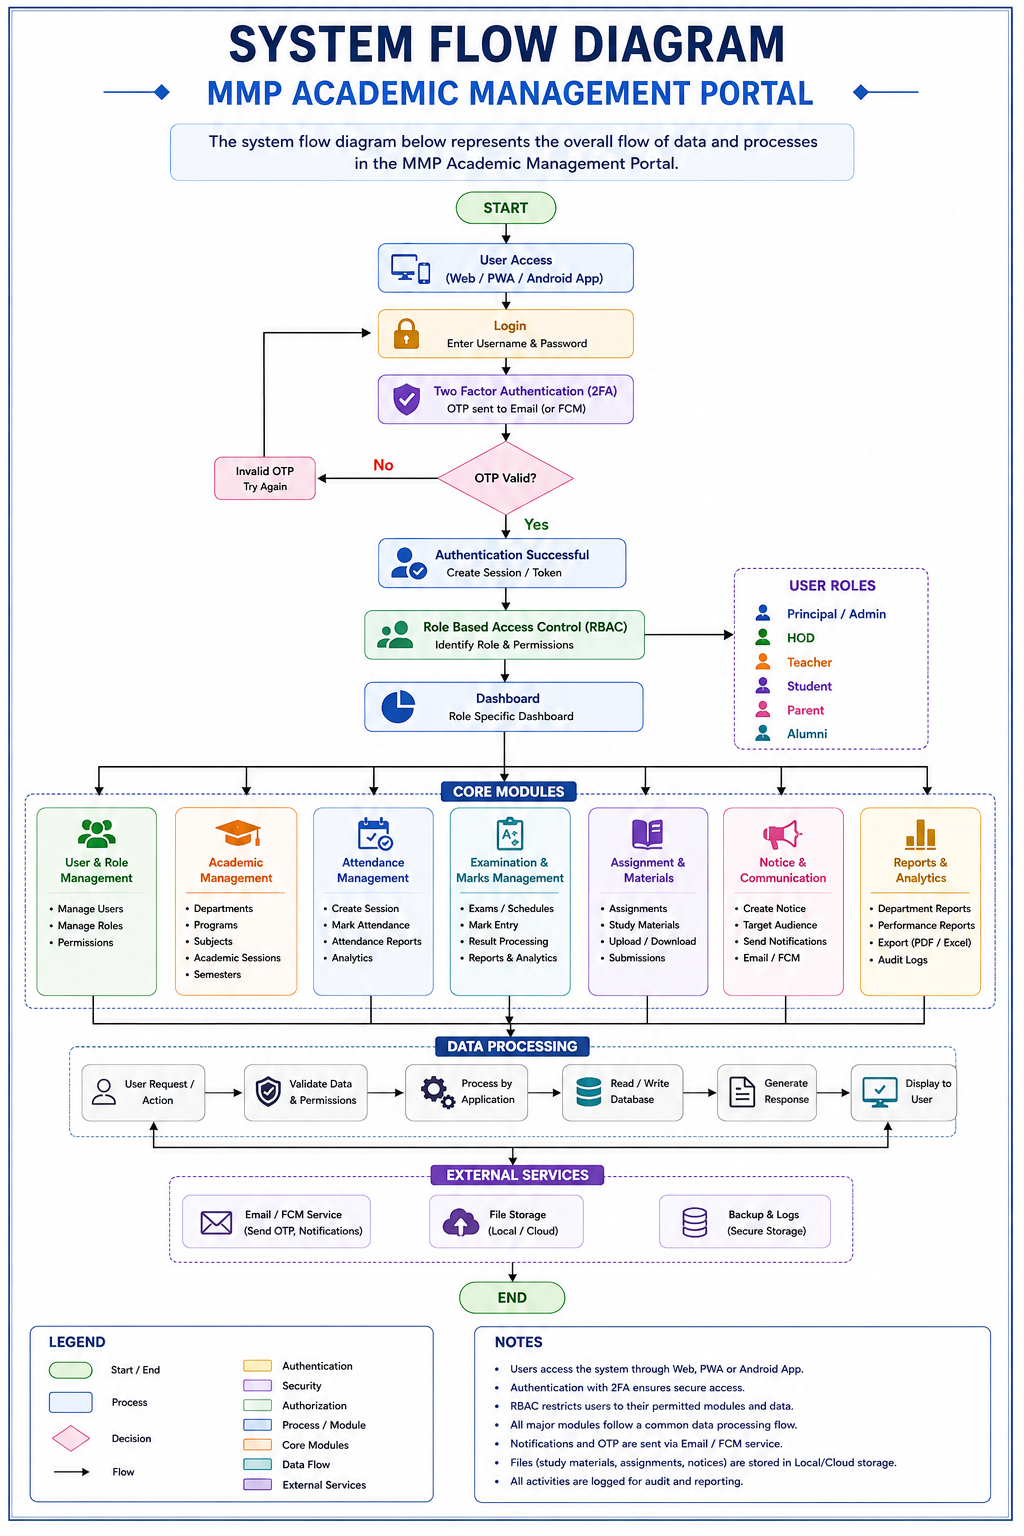 SYSTEM FLOW DIAGRAM
MMP ACADEMIC MANAGEMENT PORTAL
The system flow diagram below represents the overall flow of data and processes
in the MMP Academic Management Portal.
START
User Access
(Web / PWA / Android App)
Login
Enter Username & Password
Two Factor Authentication (2FA)
OTP sent to Email (or FCM)
OTP Valid?
No
Invalid OTP
Try Again
Yes
Authentication Successful
Create Session / Token
Role Based Access Control (RBAC)
Identify Role & Permissions
USER ROLES
Principal / Admin
HOD
Teacher
Student
Parent
Alumni
Dashboard
Role Specific Dashboard
CORE MODULES
User & Role
Management
• Manage Users
• Manage Roles
• Permissions
Academic
Management
• Departments
• Programs
• Subjects
• Academic Sessions
• Semesters
Attendance
Management
• Create Session
• Mark Attendance
• Attendance Reports
• Analytics
A+
Examination &
Marks Management
• Exams / Schedules
• Mark Entry
• Result Processing
• Reports & Analytics
Assignment &
Materials
• Assignments
• Study Materials
• Upload / Download
• Submissions
Notice &
Communication
• Create Notice
• Target Audience
• Send Notifications
• Email / FCM
Reports &
Analytics
• Department Reports
• Performance Reports
• Export (PDF / Excel)
• Audit Logs
DATA PROCESSING
User Request /
Action
Validate Data
& Permissions
Process by
Application
Read / Write
Database
Generate
Response
Display to
User
EXTERNAL SERVICES
Email / FCM Service
(Send OTP, Notifications)
File Storage
(Local / Cloud)
Backup & Logs
(Secure Storage)
END
LEGEND
Start / End
Process
Decision
Flow
Authentication
Security
Authorization
Process / Module
Core Modules
Data Flow
External Services
NOTES
• Users access the system through Web, PWA or Android App.
• Authentication with 2FA ensures secure access.
• RBAC restricts users to their permitted modules and data.
• All major modules follow a common data processing flow.
• Notifications and OTP are sent via Email / FCM service.
• Files (study materials, assignments, notices) are stored in Local/Cloud storage.
• All activities are logged for audit and reporting.